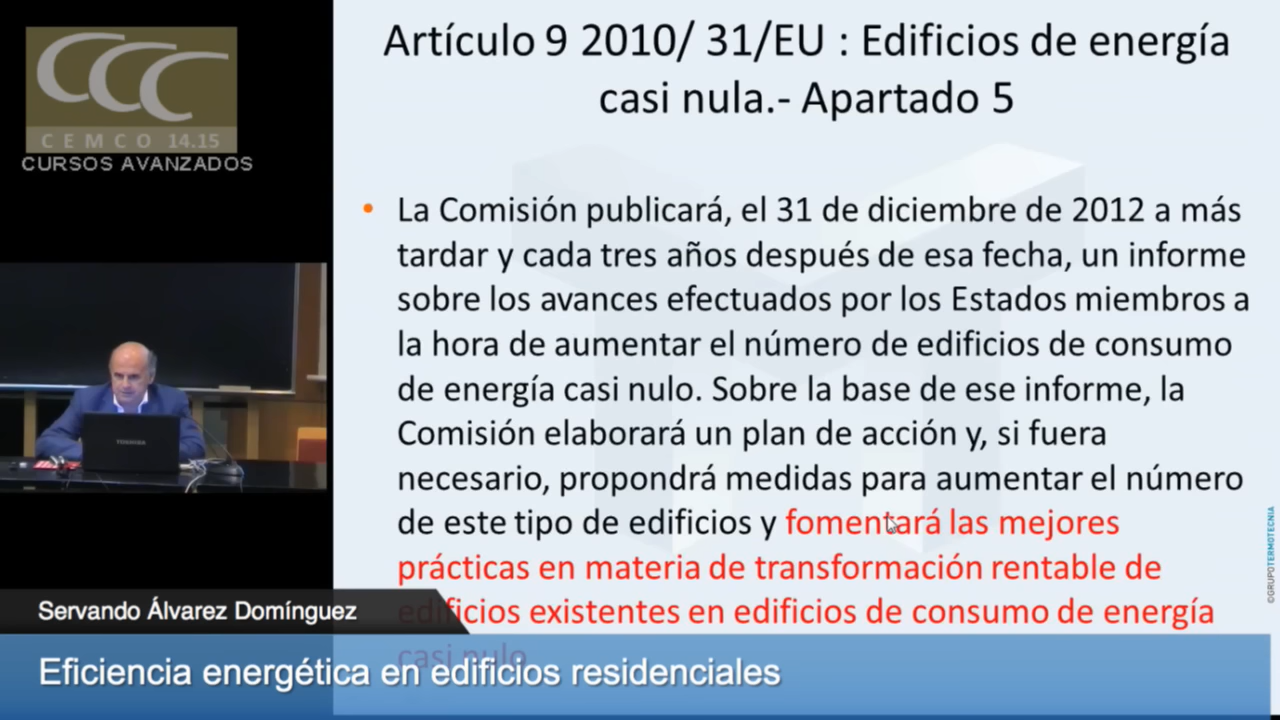 CCC
CEMCO 14.15
CURSOS AVANZADOS
Artículo 9 2010/ 31/EU : Edificios de energía
casi nula.- Apartado 5
• La Comisión publicará, el 31 de diciembre de 2012 a más
tardar y cada tres años después de esa fecha, un informe
sobre los avances efectuados por los Estados miembros a
la hora de aumentar el número de edificios de consumo
de energía casi nulo. Sobre la base de ese informe, la
Comisión elaborará un plan de acción y, si fuera
necesario, propondrá medidas para aumentar el número
de este tipo de edificios y fomentará las mejores
prácticas en materia de transformación rentable de
edificios existentes en edificios de consumo de energía
casi nulo
TOSHIBA
©GRUPOTERMOTECNIA
Servando Álvarez Domínguez
Eficiencia energética en edificios residenciales